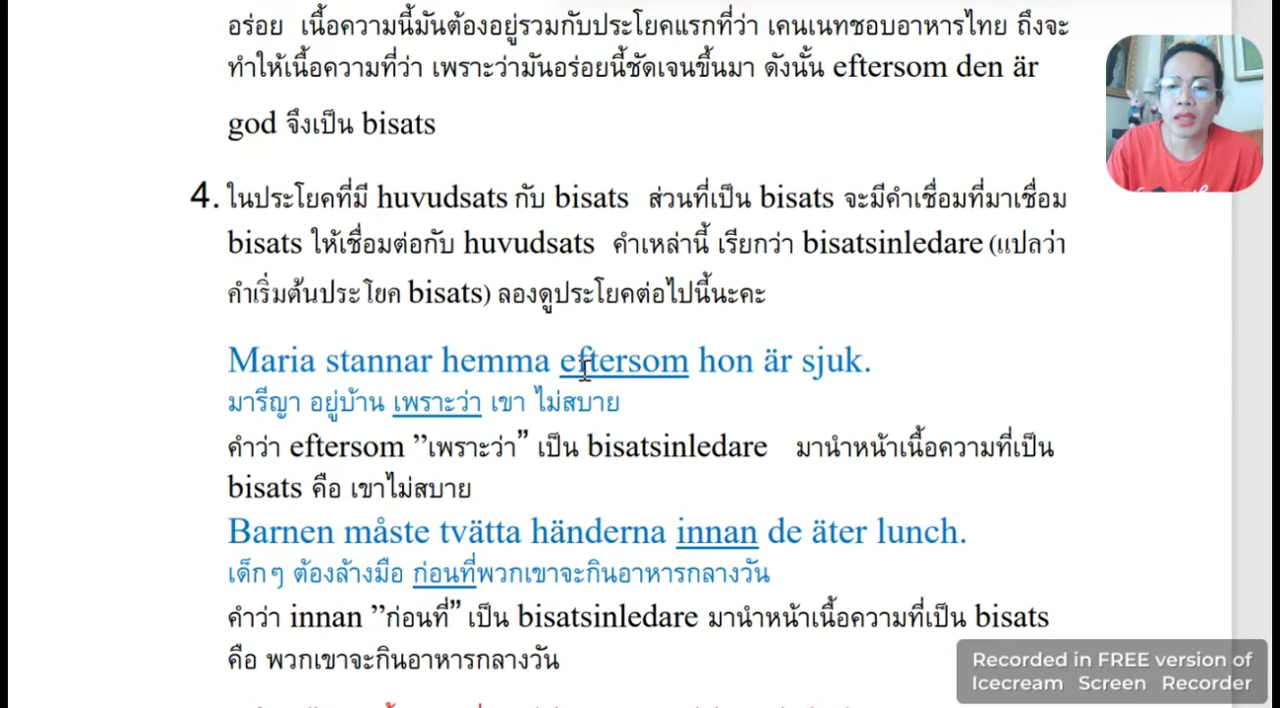 อร่อย เนื้อความนี้มันต้องอยู่รวมกับประโยคแรกที่ว่า เคนเนทชอบอาหารไทย ถึงจะ
ทำให้เนื้อความที่ว่า เพราะว่ามันอร่อยนี้ชัดเจนขึ้นมา ดังนั้น eftersom den är
god จึงเป็น bisats
4. ในประโยคที่มี huvudsats กับ bisats ส่วนที่เป็น bisats จะมีคำเชื่อมที่มาเชื่อม
bisats ให้เชื่อมต่อกับ huvudsats คำเหล่านี้ เรียกว่า bisatsinledare (แปลว่า
คำเริ่มต้นประโยค bisats) ลองดูประโยคต่อไปนี้นะคะ
Maria stannar hemma eftersom hon är sjuk.
มารีญา อยู่บ้าน เพราะว่า เขา ไม่สบาย
คำว่า eftersom ”เพราะว่า” เป็น bisatsinledare มานำหน้าเนื้อความที่เป็น
bisats คือ เขาไม่สบาย
Barnen måste tvätta händerna innan de äter lunch.
เด็กๆ ต้องล้างมือ ก่อนที่พวกเขาจะกินอาหารกลางวัน
คำว่า innan ”ก่อนที่” เป็น bisatsinledare มานำหน้าเนื้อความที่เป็น bisats
คือ พวกเขาจะกินอาหารกลางวัน
Recorded in FREE version of
Icecream Screen Recorder